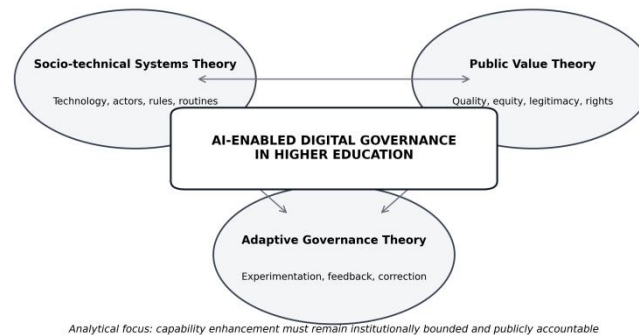 Socio-technical Systems Theory
Technology, actors, rules, routines
Public Value Theory
Quality, equity, legitimacy, rights
AI-ENABLED DIGITAL GOVERNANCE
IN HIGHER EDUCATION
Adaptive Governance Theory
Experimentation, feedback, correction
Analytical focus: capability enhancement must remain institutionally bounded and publicly accountable